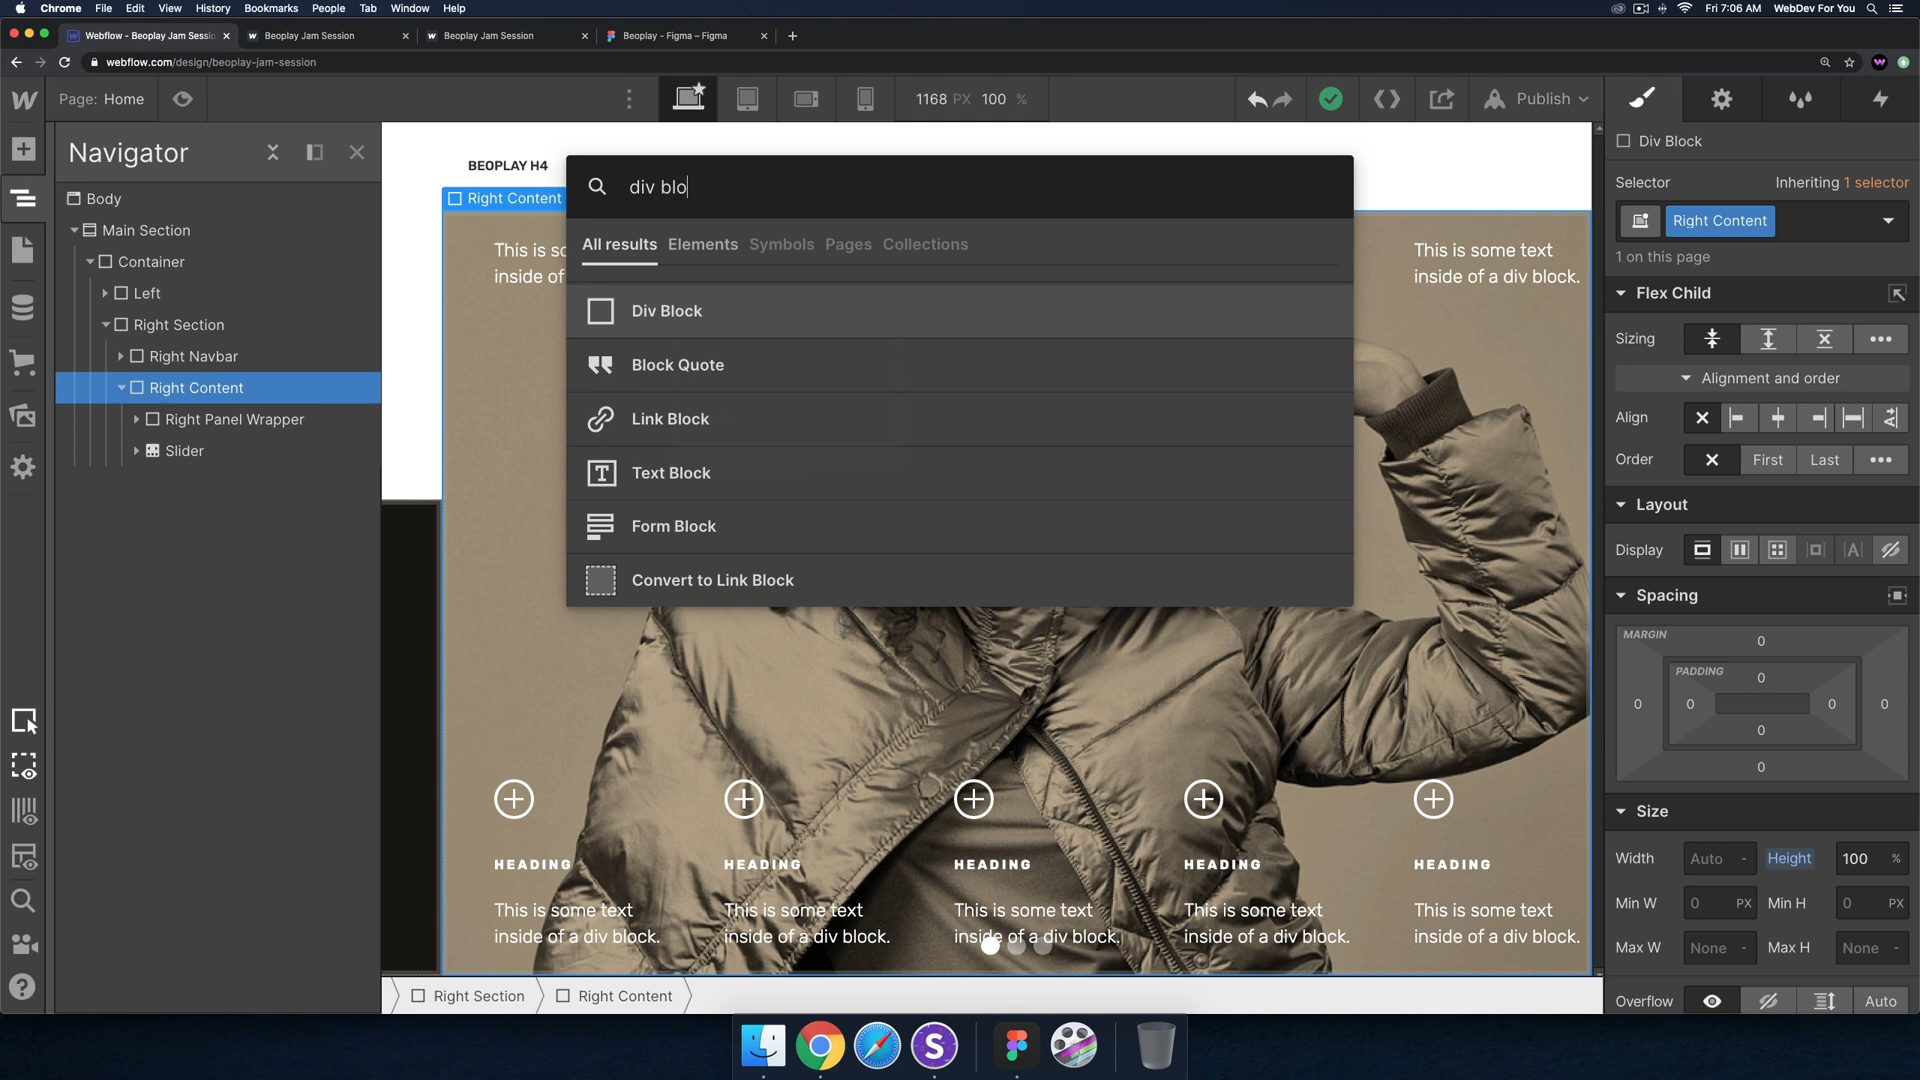 Chrome File Edit View History Bookmarks People Tab Window Help
Fri 7:06 AM WebDev For You
Webflow - Beoplay Jam Sessio
Beoplay Jam Session
Beoplay Jam Session
Beoplay - Figma – Figma
webflow.com/design/beoplay-jam-session
Page: Home
1168 PX 100 %
Publish
Navigator
Body
Main Section
Container
Left
Right Section
Right Navbar
Right Content
Right Panel Wrapper
Slider
BEOPLAY H4
Right Content
div blo
All results Elements Symbols Pages Collections
Div Block
Block Quote
Link Block
Text Block
Form Block
Convert to Link Block
This is so
inside of
This is some text
inside of a div block.
HEADING HEADING HEADING HEADING HEADING
This is some text This is some text This is some text This is some text This is some text
inside of a div block. inside of a div block. inside of a div block. inside of a div block. inside of a div block.
Right Section Right Content
Div Block
Selector Inheriting 1 selector
Right Content
1 on this page
Flex Child
Sizing
Alignment and order
Align
Order First Last
Layout
Display
Spacing
MARGIN
0
PADDING
0
0 0 0 0
0
0
Size
Width Auto - Height 100 %
Min W 0 PX Min H 0 PX
Max W None - Max H None -
Overflow Auto